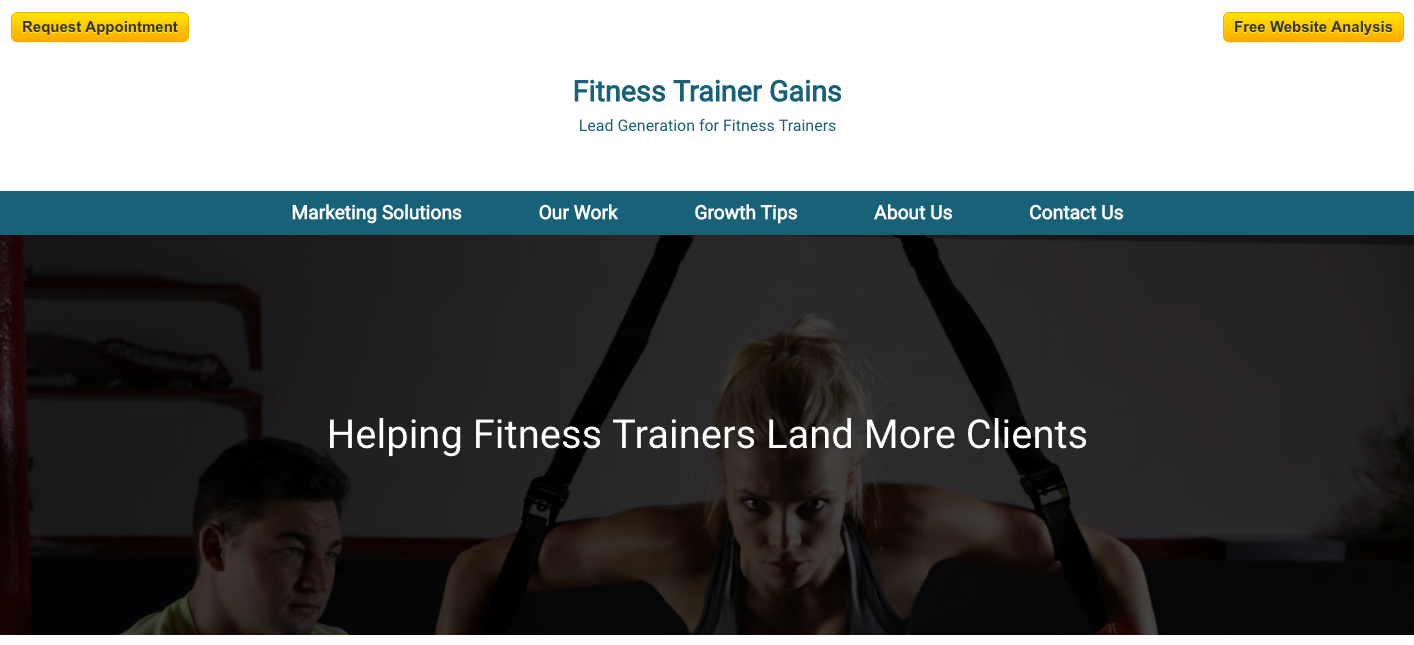 Request Appointment
Free Website Analysis
Fitness Trainer Gains
Lead Generation for Fitness Trainers
Marketing Solutions
Our Work
Growth Tips
About Us
Contact Us
Helping Fitness Trainers Land More Clients